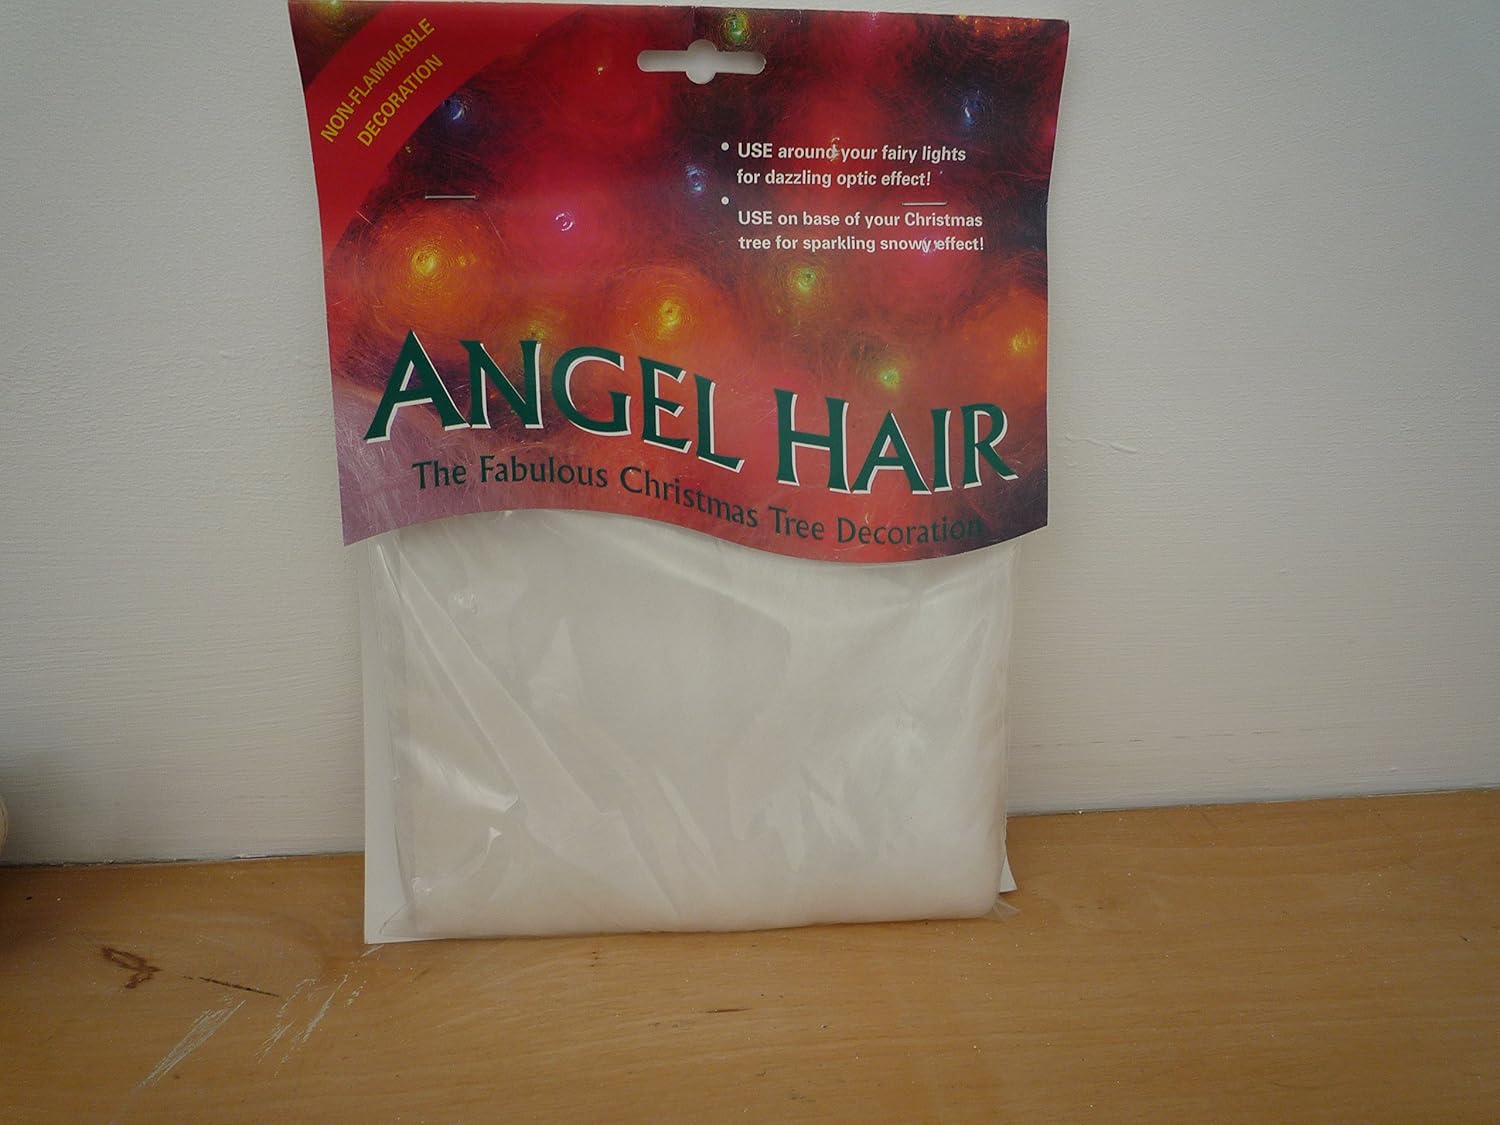 NON-FLAMMABLE
DECORATION
• USE around your fairy lights
for dazzling optic effect!
• USE on base of your Christmas
tree for sparkling snowy effect!
ANGEL HAIR
The Fabulous Christmas Tree Decoration